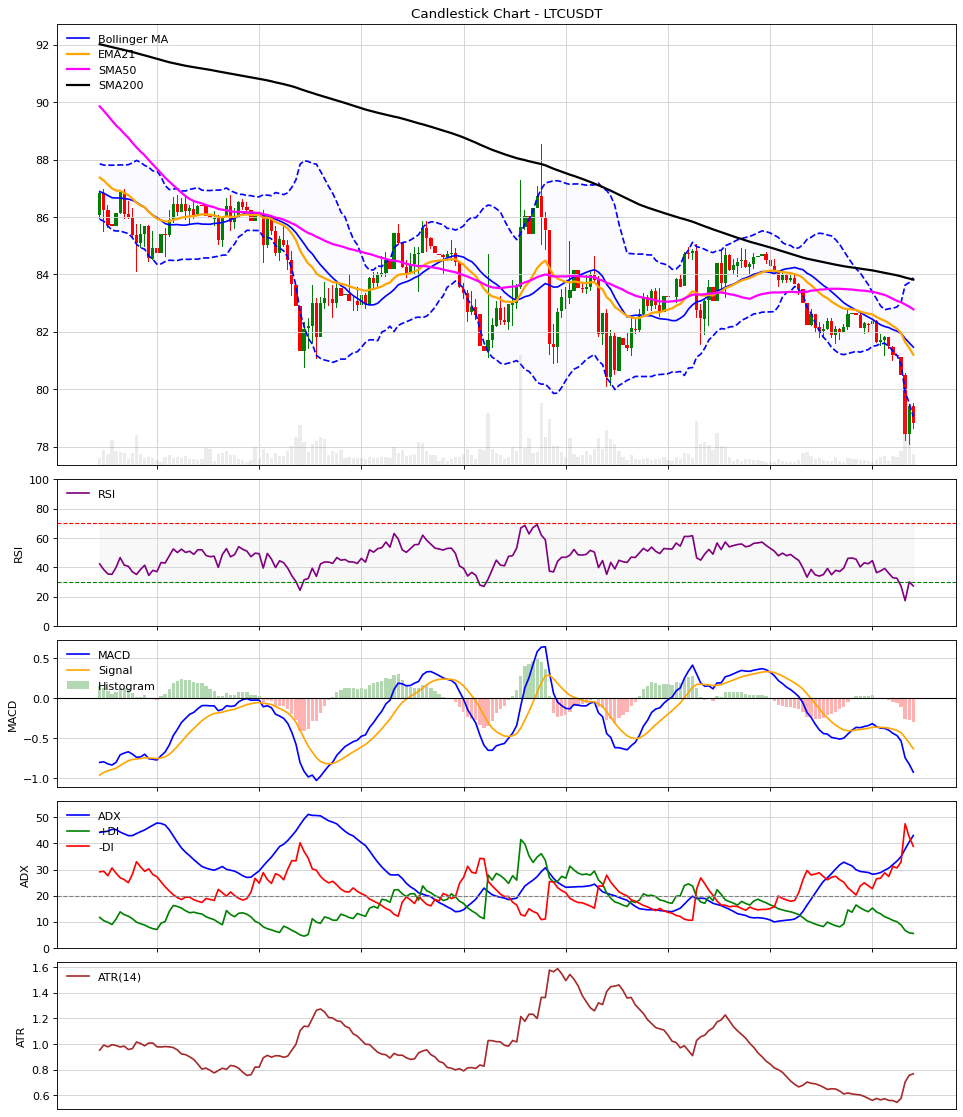 Candlestick Chart - LTCUSDT
Bollinger MA
EMA21
SMA50
SMA200
92
90
88
86
84
82
80
78
RSI
100
80
60
40
20
0
RSI
MACD
Signal
Histogram
0.5
0.0
−0.5
−1.0
MACD
ADX
+DI
-DI
50
40
30
20
10
0
ADX
ATR(14)
1.6
1.4
1.2
1.0
0.8
0.6
ATR